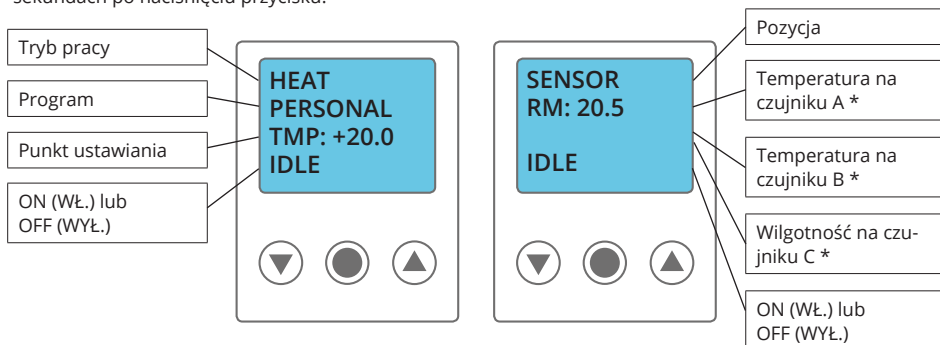 sekundach po naciśnięciu przycisku.
Tryb pracy
Program
Punkt ustawiania
ON (WŁ.) lub
OFF (WYŁ.)
HEAT
PERSONAL
TMP: +20.0
IDLE
SENSOR
RM: 20.5
IDLE
Pozycja
Temperatura na
czujniku A *
Temperatura na
czujniku B *
Wilgotność na czu-
jniku C *
ON (WŁ.) lub
OFF (WYŁ.)